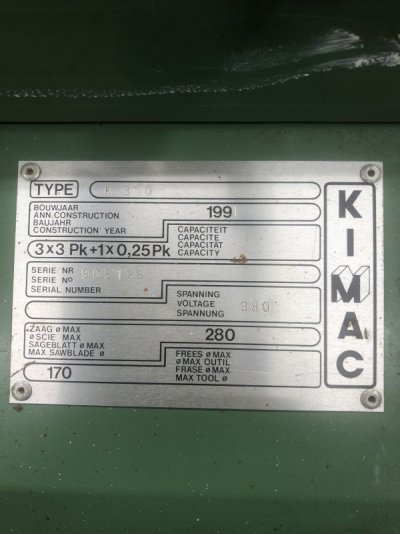 TYPE K 3 0
BOUWJAAR
ANN.CONSTRUCTION
BAUJAHR
CONSTRUCTION YEAR
199
CAPACITEIT
CAPACITE
CAPACITÄT
CAPACITY
3x3 Pk+1x0,25Pk
SERIE NR
SERIE No
SERIAL NUMBER
SPANNING
VOLTAGE
SPANNUNG
380
ZAAG ø MAX
ø SCIE MAX
SAGEBLATT ø MAX
MAX SAWBLADE ø
280
FREES ø MAX
ø MAX OUTIL
FRASE ø MAX
MAX TOOL ø
170
KIMAC